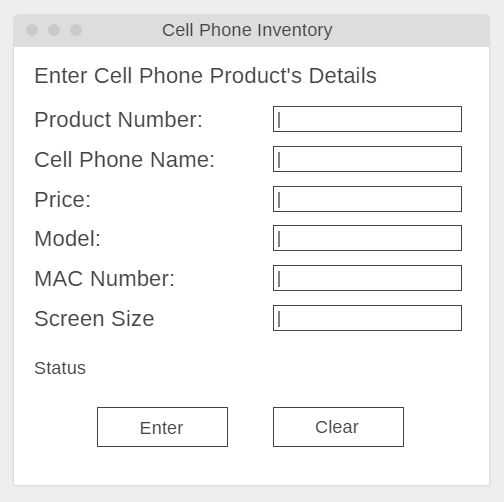 Cell Phone Inventory
Enter Cell Phone Product's Details
Product Number:
Cell Phone Name:
Price:
Model:
MAC Number:
Screen Size
Status
Enter Clear